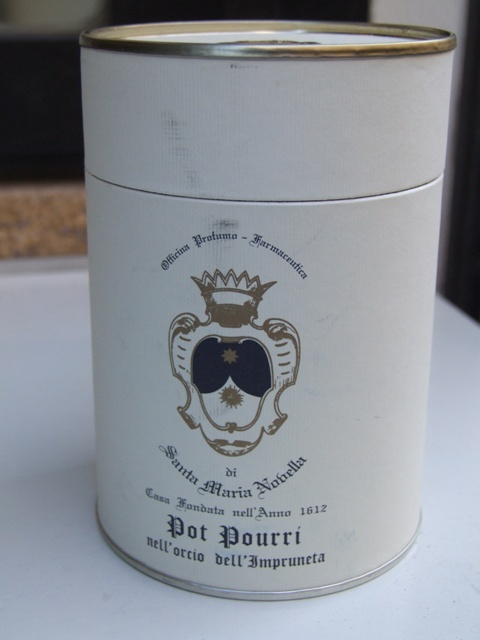 Officina Profumo - Farmaceutica
di
Santa Maria Novella
Casa Fondata nell'Anno 1612
Pot Pourri
nell'orcio dell'Impruneta